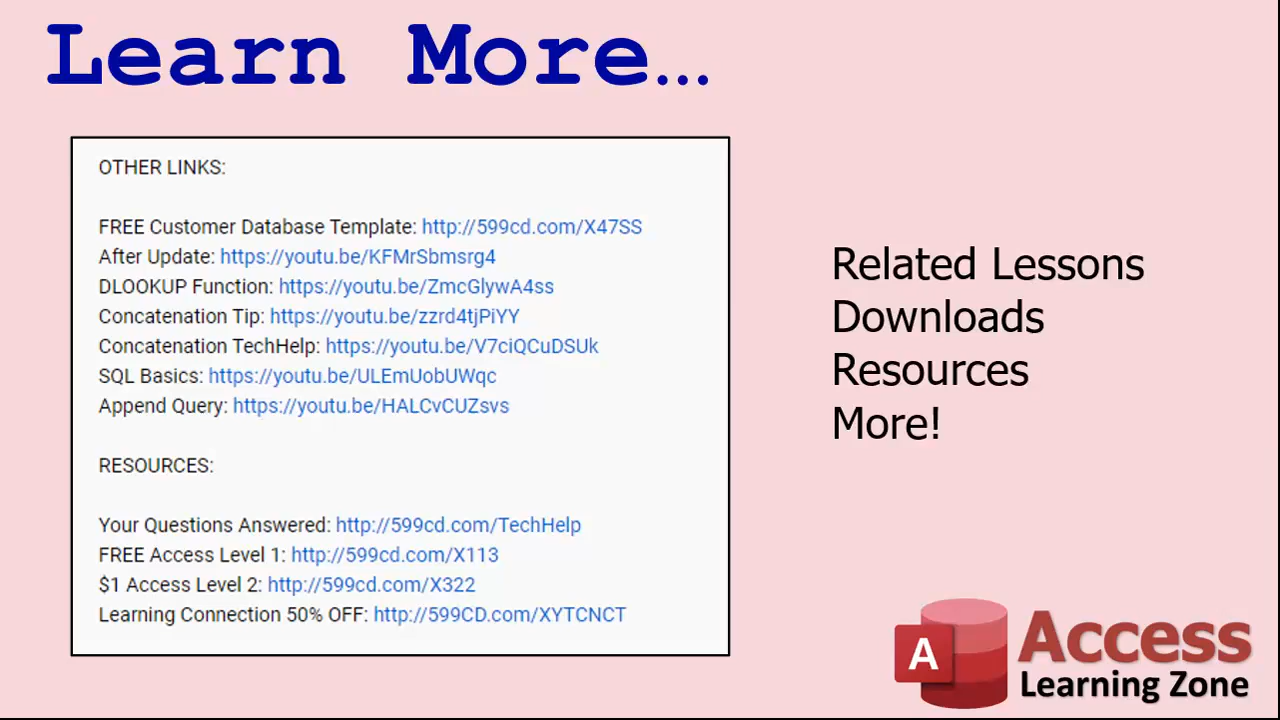 Learn More...
OTHER LINKS:
FREE Customer Database Template: http://599cd.com/X47SS
After Update: https://youtu.be/KFMrSbmsrg4
DLOOKUP Function: https://youtu.be/ZmcGlywA4ss
Concatenation Tip: https://youtu.be/zzrd4tjPiYY
Concatenation TechHelp: https://youtu.be/V7ciQCuDSUk
SQL Basics: https://youtu.be/ULEmUobUWqc
Append Query: https://youtu.be/HALCvCUZsvs
RESOURCES:
Your Questions Answered: http://599cd.com/TechHelp
FREE Access Level 1: http://599cd.com/X113
$1 Access Level 2: http://599cd.com/X322
Learning Connection 50% OFF: http://599CD.com/XYTCNCT
Related Lessons
Downloads
Resources
More!
A
Access
Learning Zone